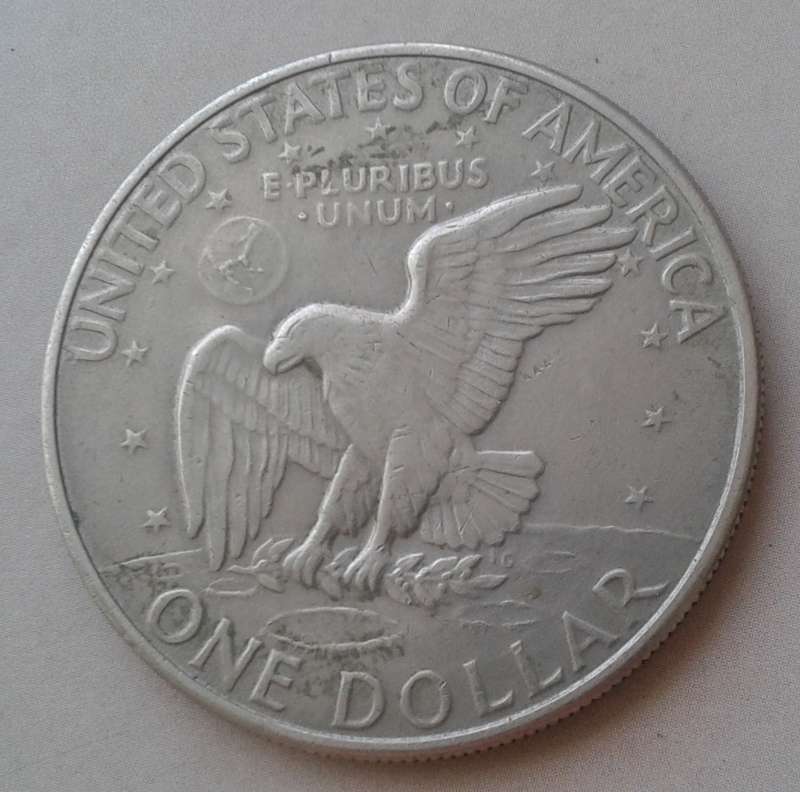 UNITED STATES OF AMERICA
E·PLURIBUS
·UNUM·
ONE DOLLAR